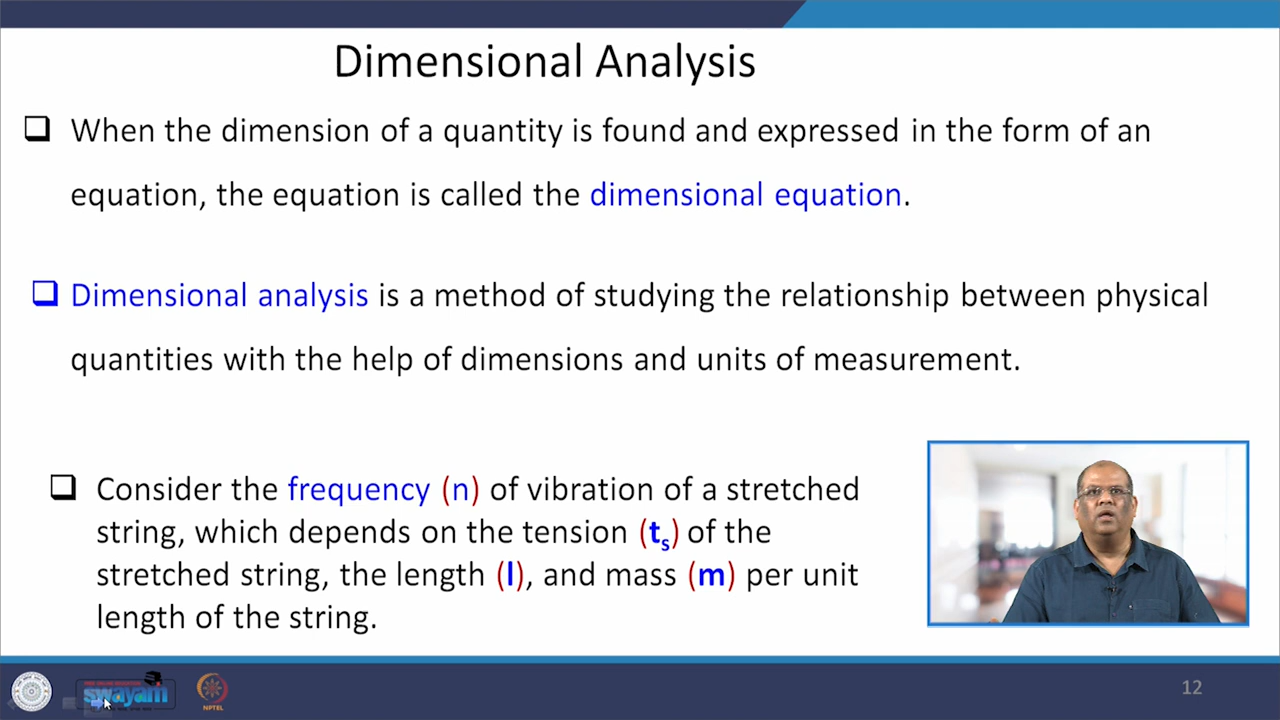 Dimensional Analysis
When the dimension of a quantity is found and expressed in the form of an
equation, the equation is called the dimensional equation.
Dimensional analysis is a method of studying the relationship between physical
quantities with the help of dimensions and units of measurement.
Consider the frequency (n) of vibration of a stretched
string, which depends on the tension (ts) of the
stretched string, the length (l), and mass (m) per unit
length of the string.
swayam
NPTEL
12